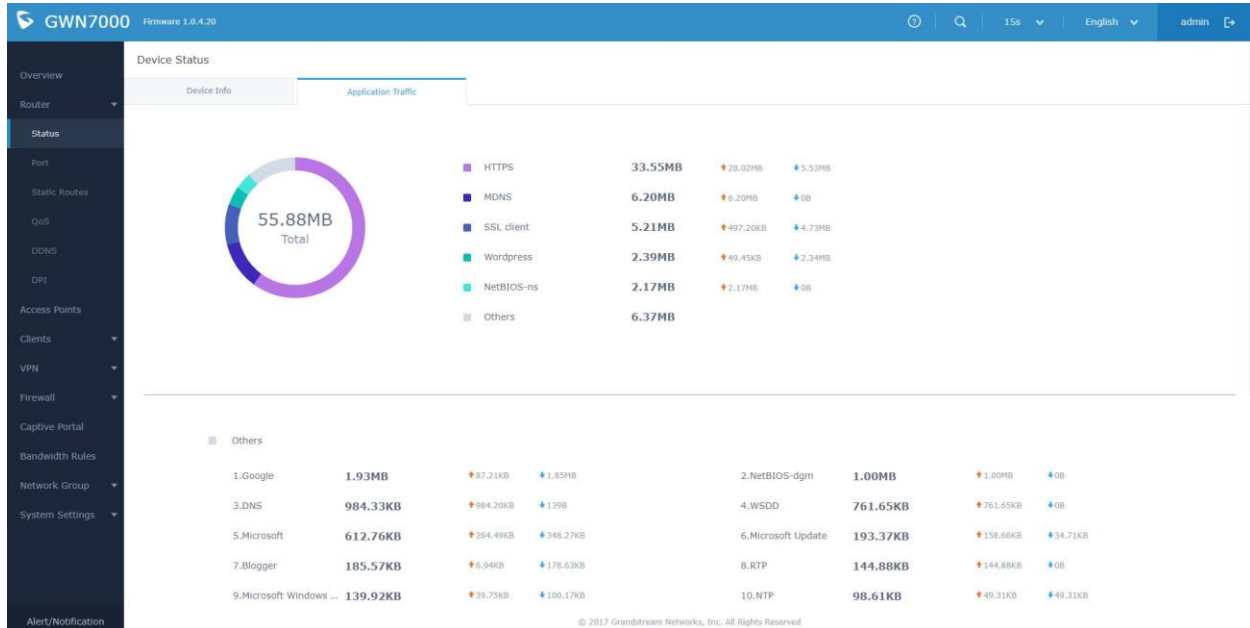 GWN7000 Firmware 1.0.4.20 15s English admin
Device Status
Overview
Device Info Application Traffic
Router
Status
Port
Static Routes
QoS
DDNS
DPI
Access Points
Clients
VPN
Firewall
Captive Portal
Bandwidth Rules
Network Group
System Settings
Alert/Notification
55.88MB
Total
HTTPS 33.55MB 28.02MB 5.53MB
MDNS 6.20MB 6.20MB 0B
SSL client 5.21MB 497.20KB 4.73MB
Wordpress 2.39MB 49.45KB 2.34MB
NetBIOS-ns 2.17MB 2.17MB 0B
Others 6.37MB
Others
1.Google 1.93MB 87.21KB 1.85MB 2.NetBIOS-dgm 1.00MB 1.00MB 0B
3.DNS 984.33KB 984.20KB 139B 4.WSDD 761.65KB 761.65KB 0B
5.Microsoft 612.76KB 264.49KB 348.27KB 6.Microsoft Update 193.37KB 158.66KB 34.71KB
7.Blogger 185.57KB 6.94KB 178.63KB 8.RTP 144.88KB 144.88KB 0B
9.Microsoft Windows ... 139.92KB 39.75KB 100.17KB 10.NTP 98.61KB 49.31KB 49.31KB
© 2017 Grandstream Networks, Inc. All Rights Reserved